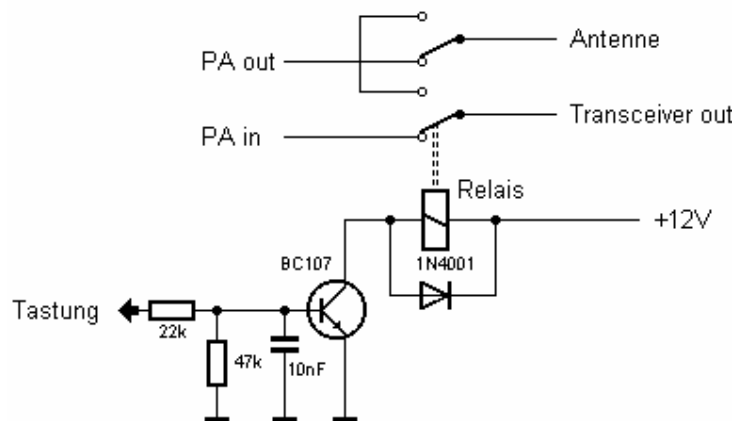 Antenne
PA out
Transceiver out
PA in
Relais
+12V
BC107
1N4001
Tastung
22k
47k
10nF